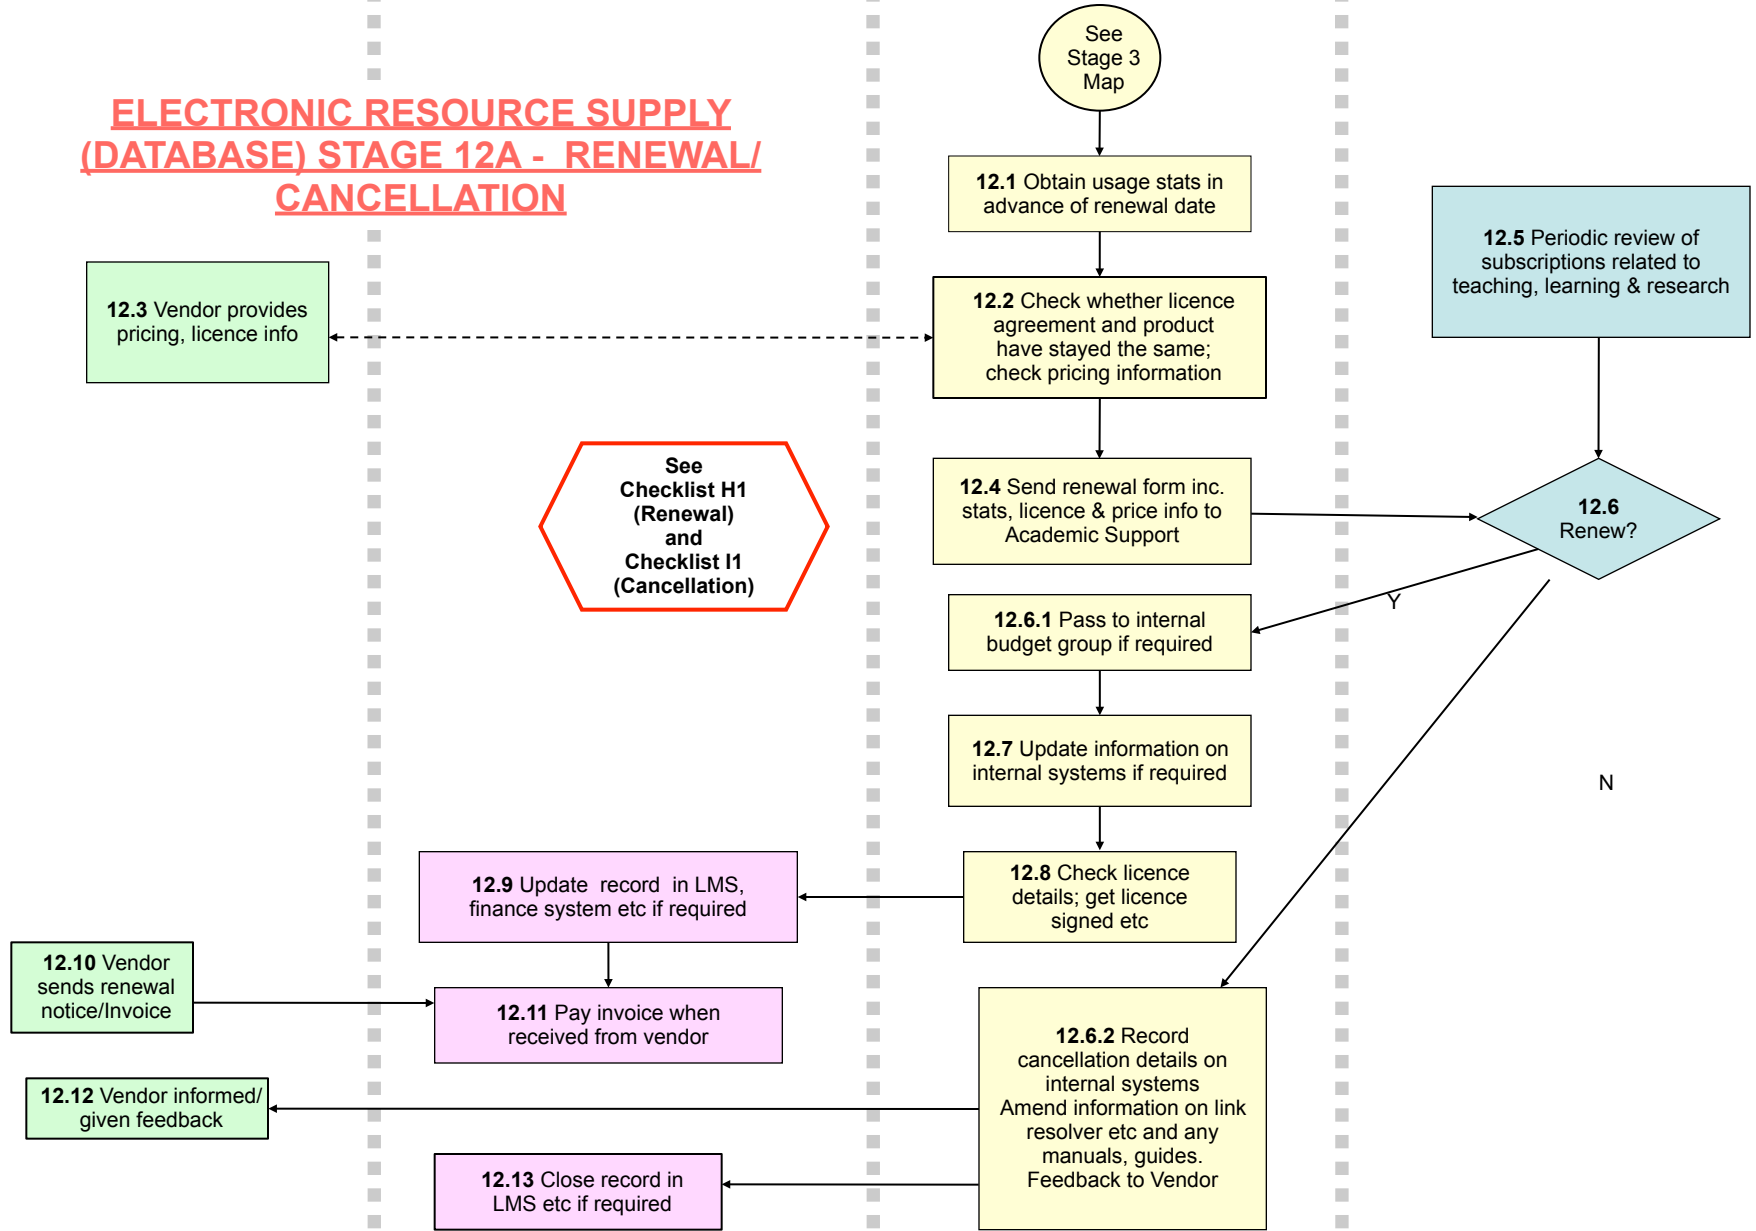 See
Stage 3
Map
ELECTRONIC RESOURCE SUPPLY
(DATABASE) STAGE 12A -  RENEWAL/
CANCELLATION
12.1 Obtain usage stats in
advance of renewal date
12.5 Periodic review of
subscriptions related to
teaching, learning & research
12.3 Vendor provides
pricing, licence info
12.2 Check whether licence
agreement and product
have stayed the same;
check pricing information
See
Checklist H1
(Renewal)
and
Checklist I1
(Cancellation)
12.4 Send renewal form inc.
stats, licence & price info to
Academic Support
12.6
Renew?
Y
12.6.1 Pass to internal
budget group if required
12.7 Update information on
internal systems if required
N
12.9 Update  record  in LMS,
finance system etc if required
12.8 Check licence
details; get licence
signed etc
12.10 Vendor
sends renewal
notice/Invoice
12.11 Pay invoice when
received from vendor
12.6.2 Record
cancellation details on
internal systems
Amend information on link
resolver etc and any
manuals, guides.
Feedback to Vendor
12.12 Vendor informed/
given feedback
12.13 Close record in
LMS etc if required